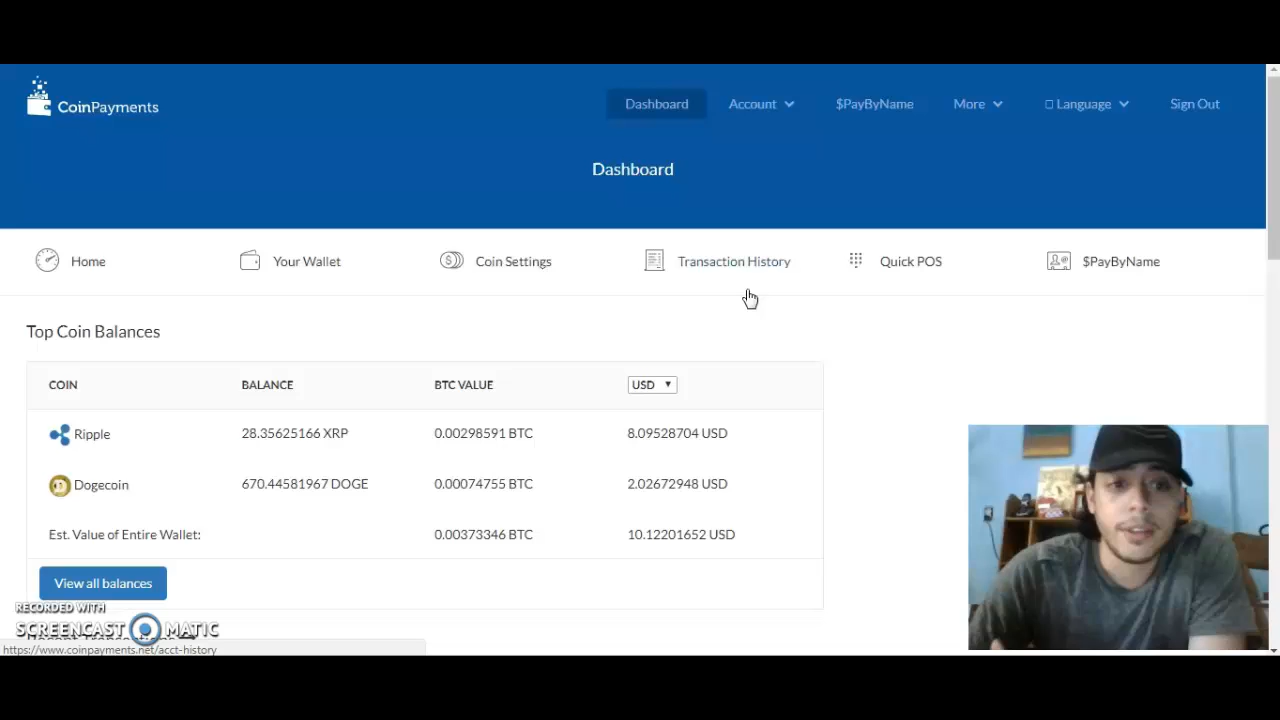 CoinPayments
Dashboard Account $PayByName More Language Sign Out
Dashboard
Home Your Wallet Coin Settings Transaction History Quick POS $PayByName
Top Coin Balances
COIN BALANCE BTC VALUE USD
Ripple 28.35625166 XRP 0.00298591 BTC 8.09528704 USD
Dogecoin 670.44581967 DOGE 0.00074755 BTC 2.02672948 USD
Est. Value of Entire Wallet: 0.00373346 BTC 10.12201652 USD
View all balances
RECORDED WITH
SCREENCAST MATIC
https://www.coinpayments.net/acct-history